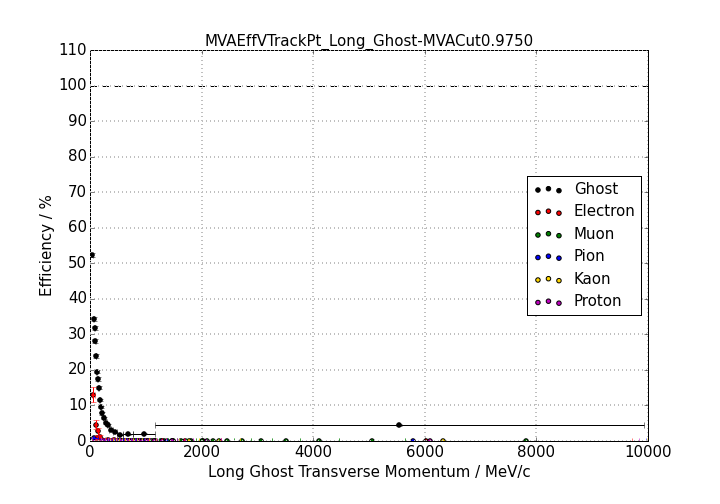 MVAEffVTrackPt_Long_Ghost-MVACut0.9750
110
100
90
80
70
60
50
40
30
20
10
0
Efficiency / %
Ghost
Electron
Muon
Pion
Kaon
Proton
0 2000 4000 6000 8000 10000
Long Ghost Transverse Momentum / MeV/c